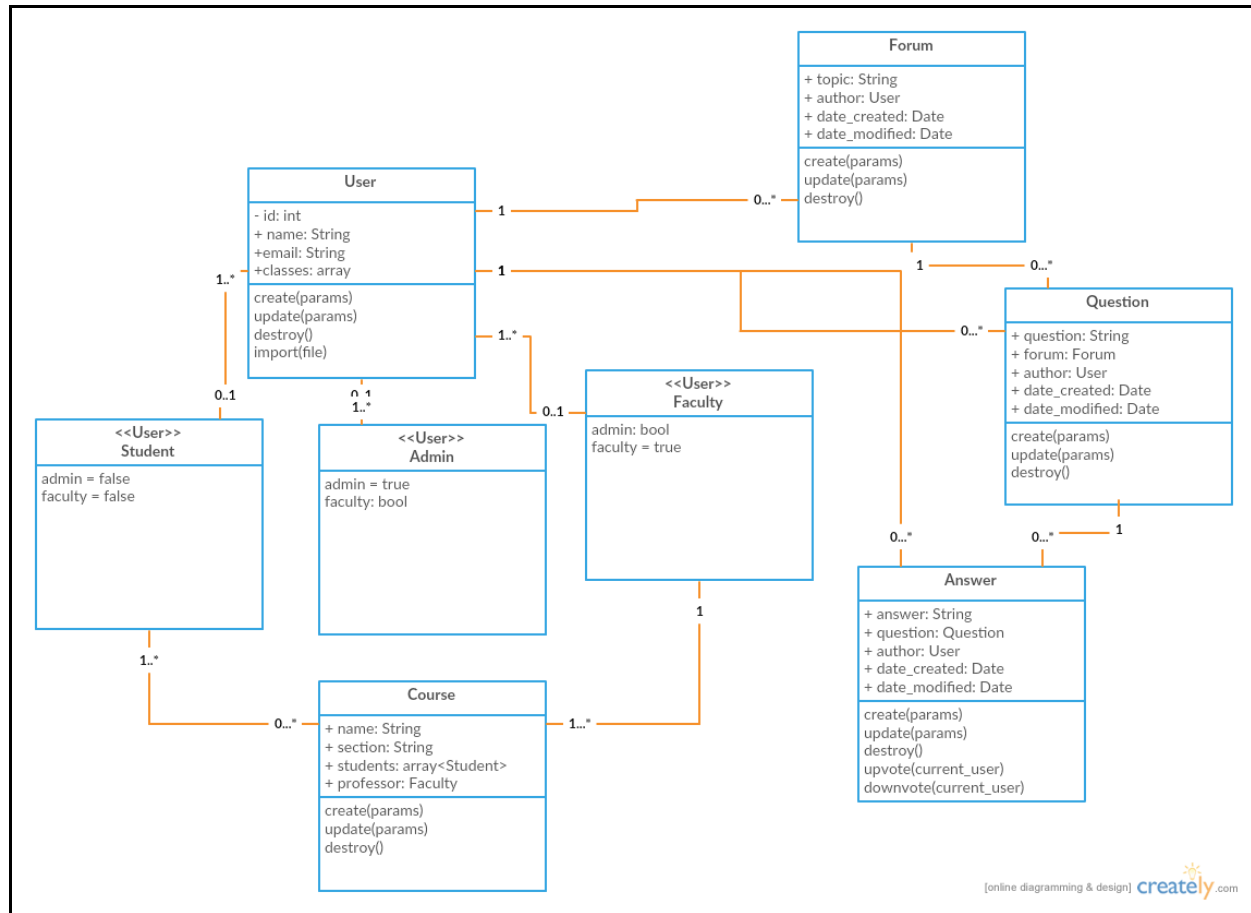 Forum
+ topic: String
+ author: User
+ date_created: Date
+ date_modified: Date
create(params)
update(params)
destroy()
User
- id: int
+ name: String
+email: String
+classes: array
create(params)
update(params)
destroy()
import(file)
1
0...*
1
0...*
1
0...*
0...*
1..*
0..1
0..1
1..*
1..*
0..1
Question
+ question: String
+ forum: Forum
+ author: User
+ date_created: Date
+ date_modified: Date
create(params)
update(params)
destroy()
1
0...*
<<User>>
Student
admin = false
faculty = false
<<User>>
Admin
admin = true
faculty: bool
<<User>>
Faculty
admin: bool
faculty = true
Answer
+ answer: String
+ question: Question
+ author: User
+ date_created: Date
+ date_modified: Date
create(params)
update(params)
destroy()
upvote(current_user)
downvote(current_user)
1..*
0...*
1
1...*
Course
+ name: String
+ section: String
+ students: array<Student>
+ professor: Faculty
create(params)
update(params)
destroy()
[online diagramming & design] creately.com